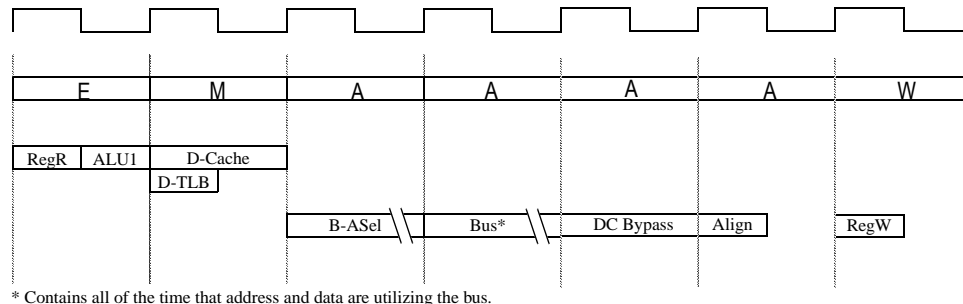 E M A A A A W
RegR ALU1 D-Cache
D-TLB
B-ASel Bus* DC Bypass Align RegW
* Contains all of the time that address and data are utilizing the bus.